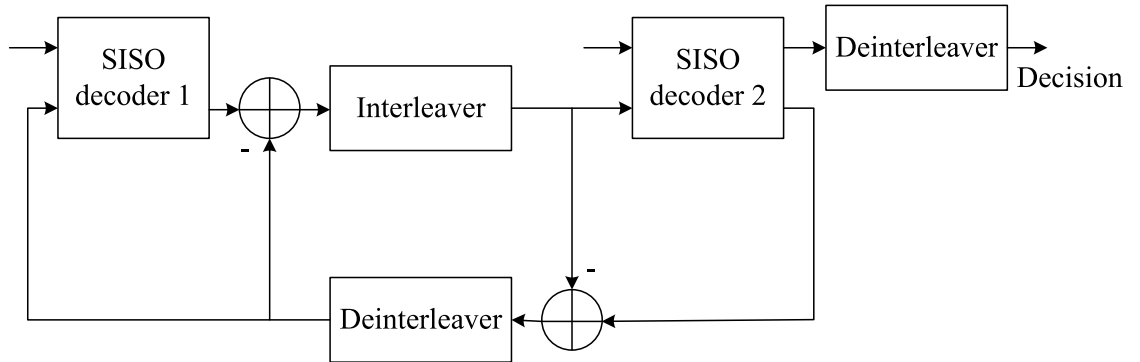 SISO
decoder 1
-
Interleaver
SISO
decoder 2
Deinterleaver
Decision
-
Deinterleaver